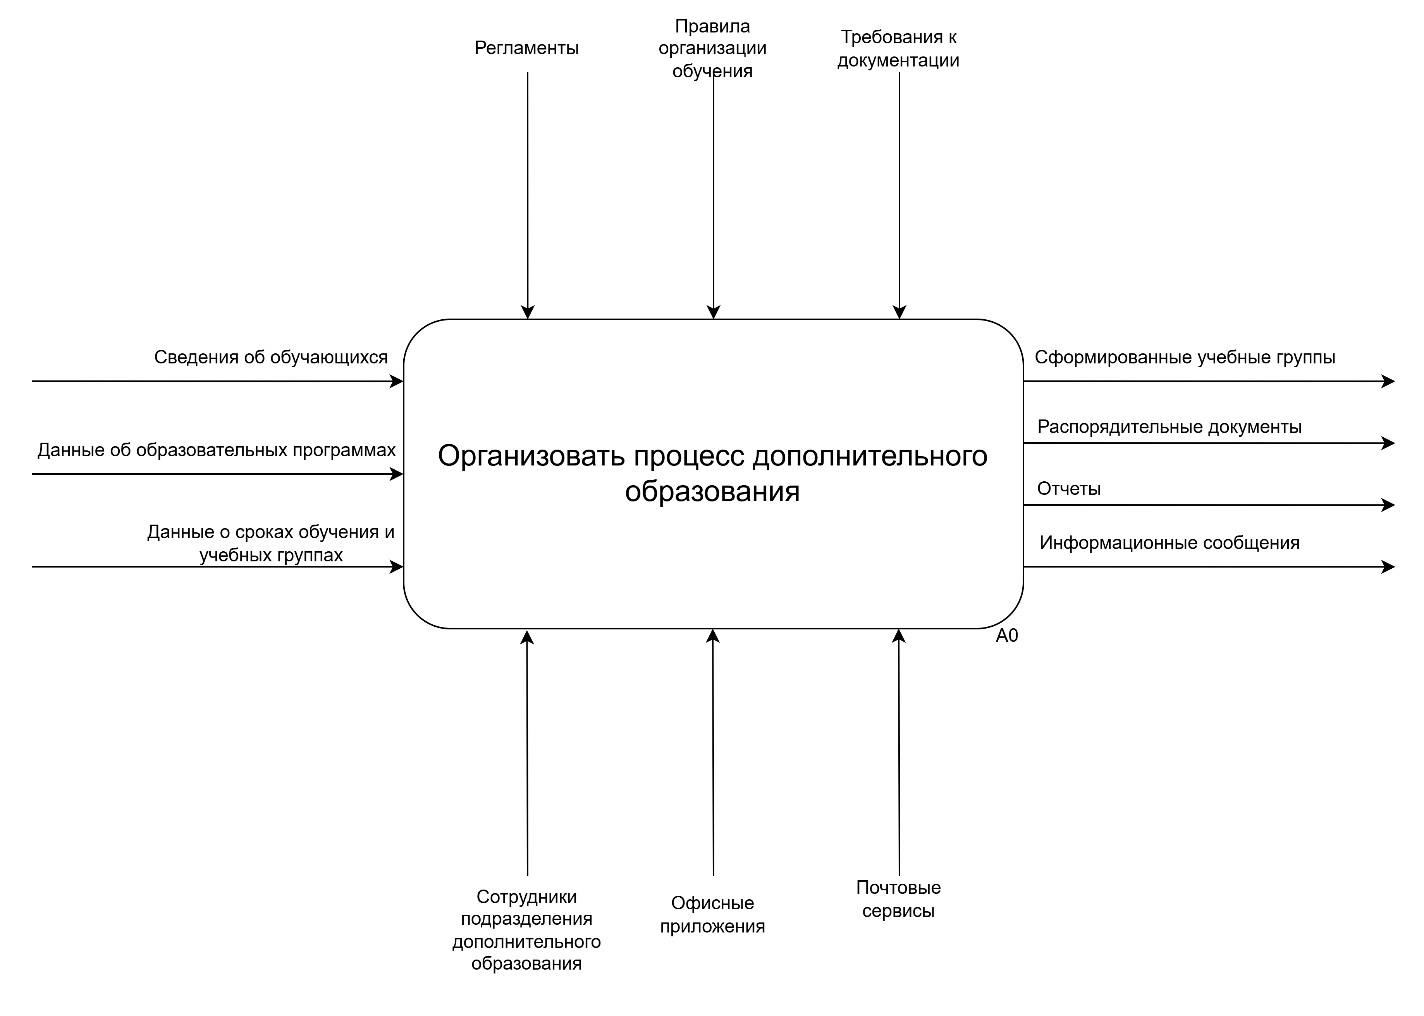 Регламенты
Правила
организации
обучения
Требования к
документации
Сведения об обучающихся
Данные об образовательных программах
Данные о сроках обучения и
учебных группах
Организовать процесс дополнительного
образования
Сформированные учебные группы
Распорядительные документы
Отчеты
Информационные сообщения
A0
Сотрудники
подразделения
дополнительного
образования
Офисные
приложения
Почтовые
сервисы